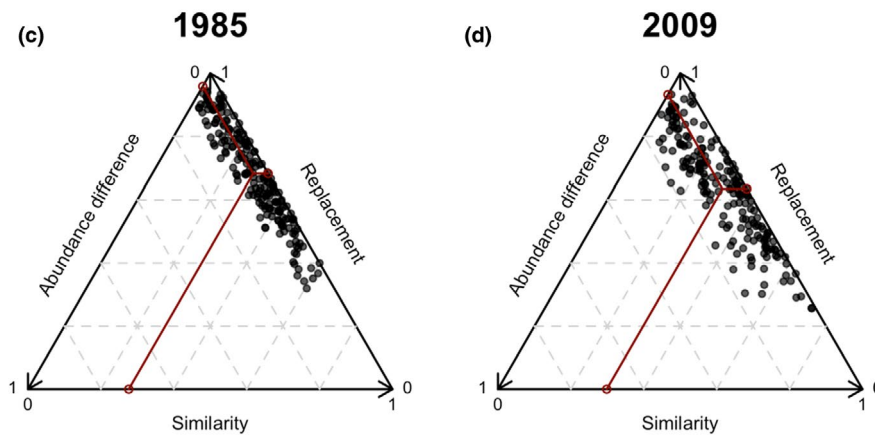 (c) 1985
0 1
Abundance difference
Replacement
1 0
0 1
Similarity
(d) 2009
0 1
Abundance difference
Replacement
1
0 1
Similarity